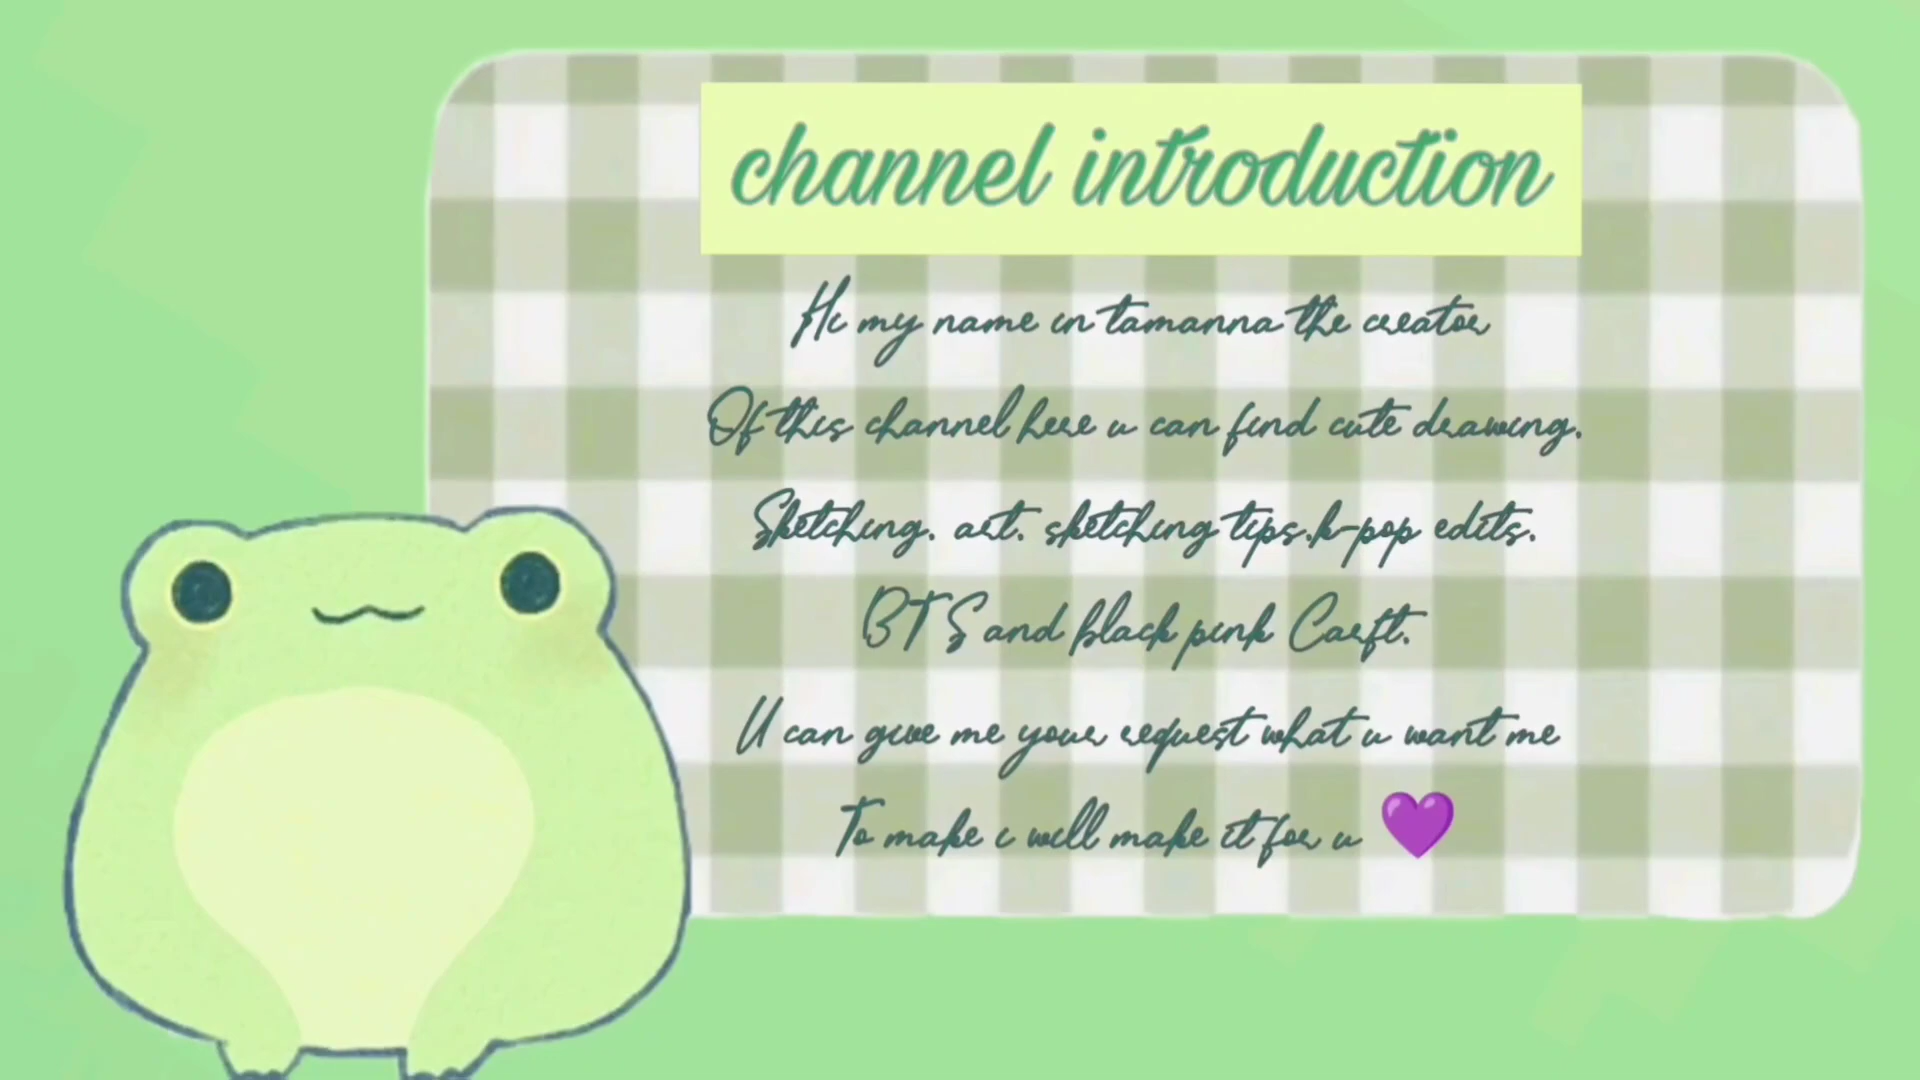 channel introduction
Hi my name in tamanna the creator
Of this channel here u can find cute drawing.
Sketching. art. sketching tips.k-pop edits.
BTS and black pink Carft.
U can give me your request what u want me
To make i will make it for u 💜